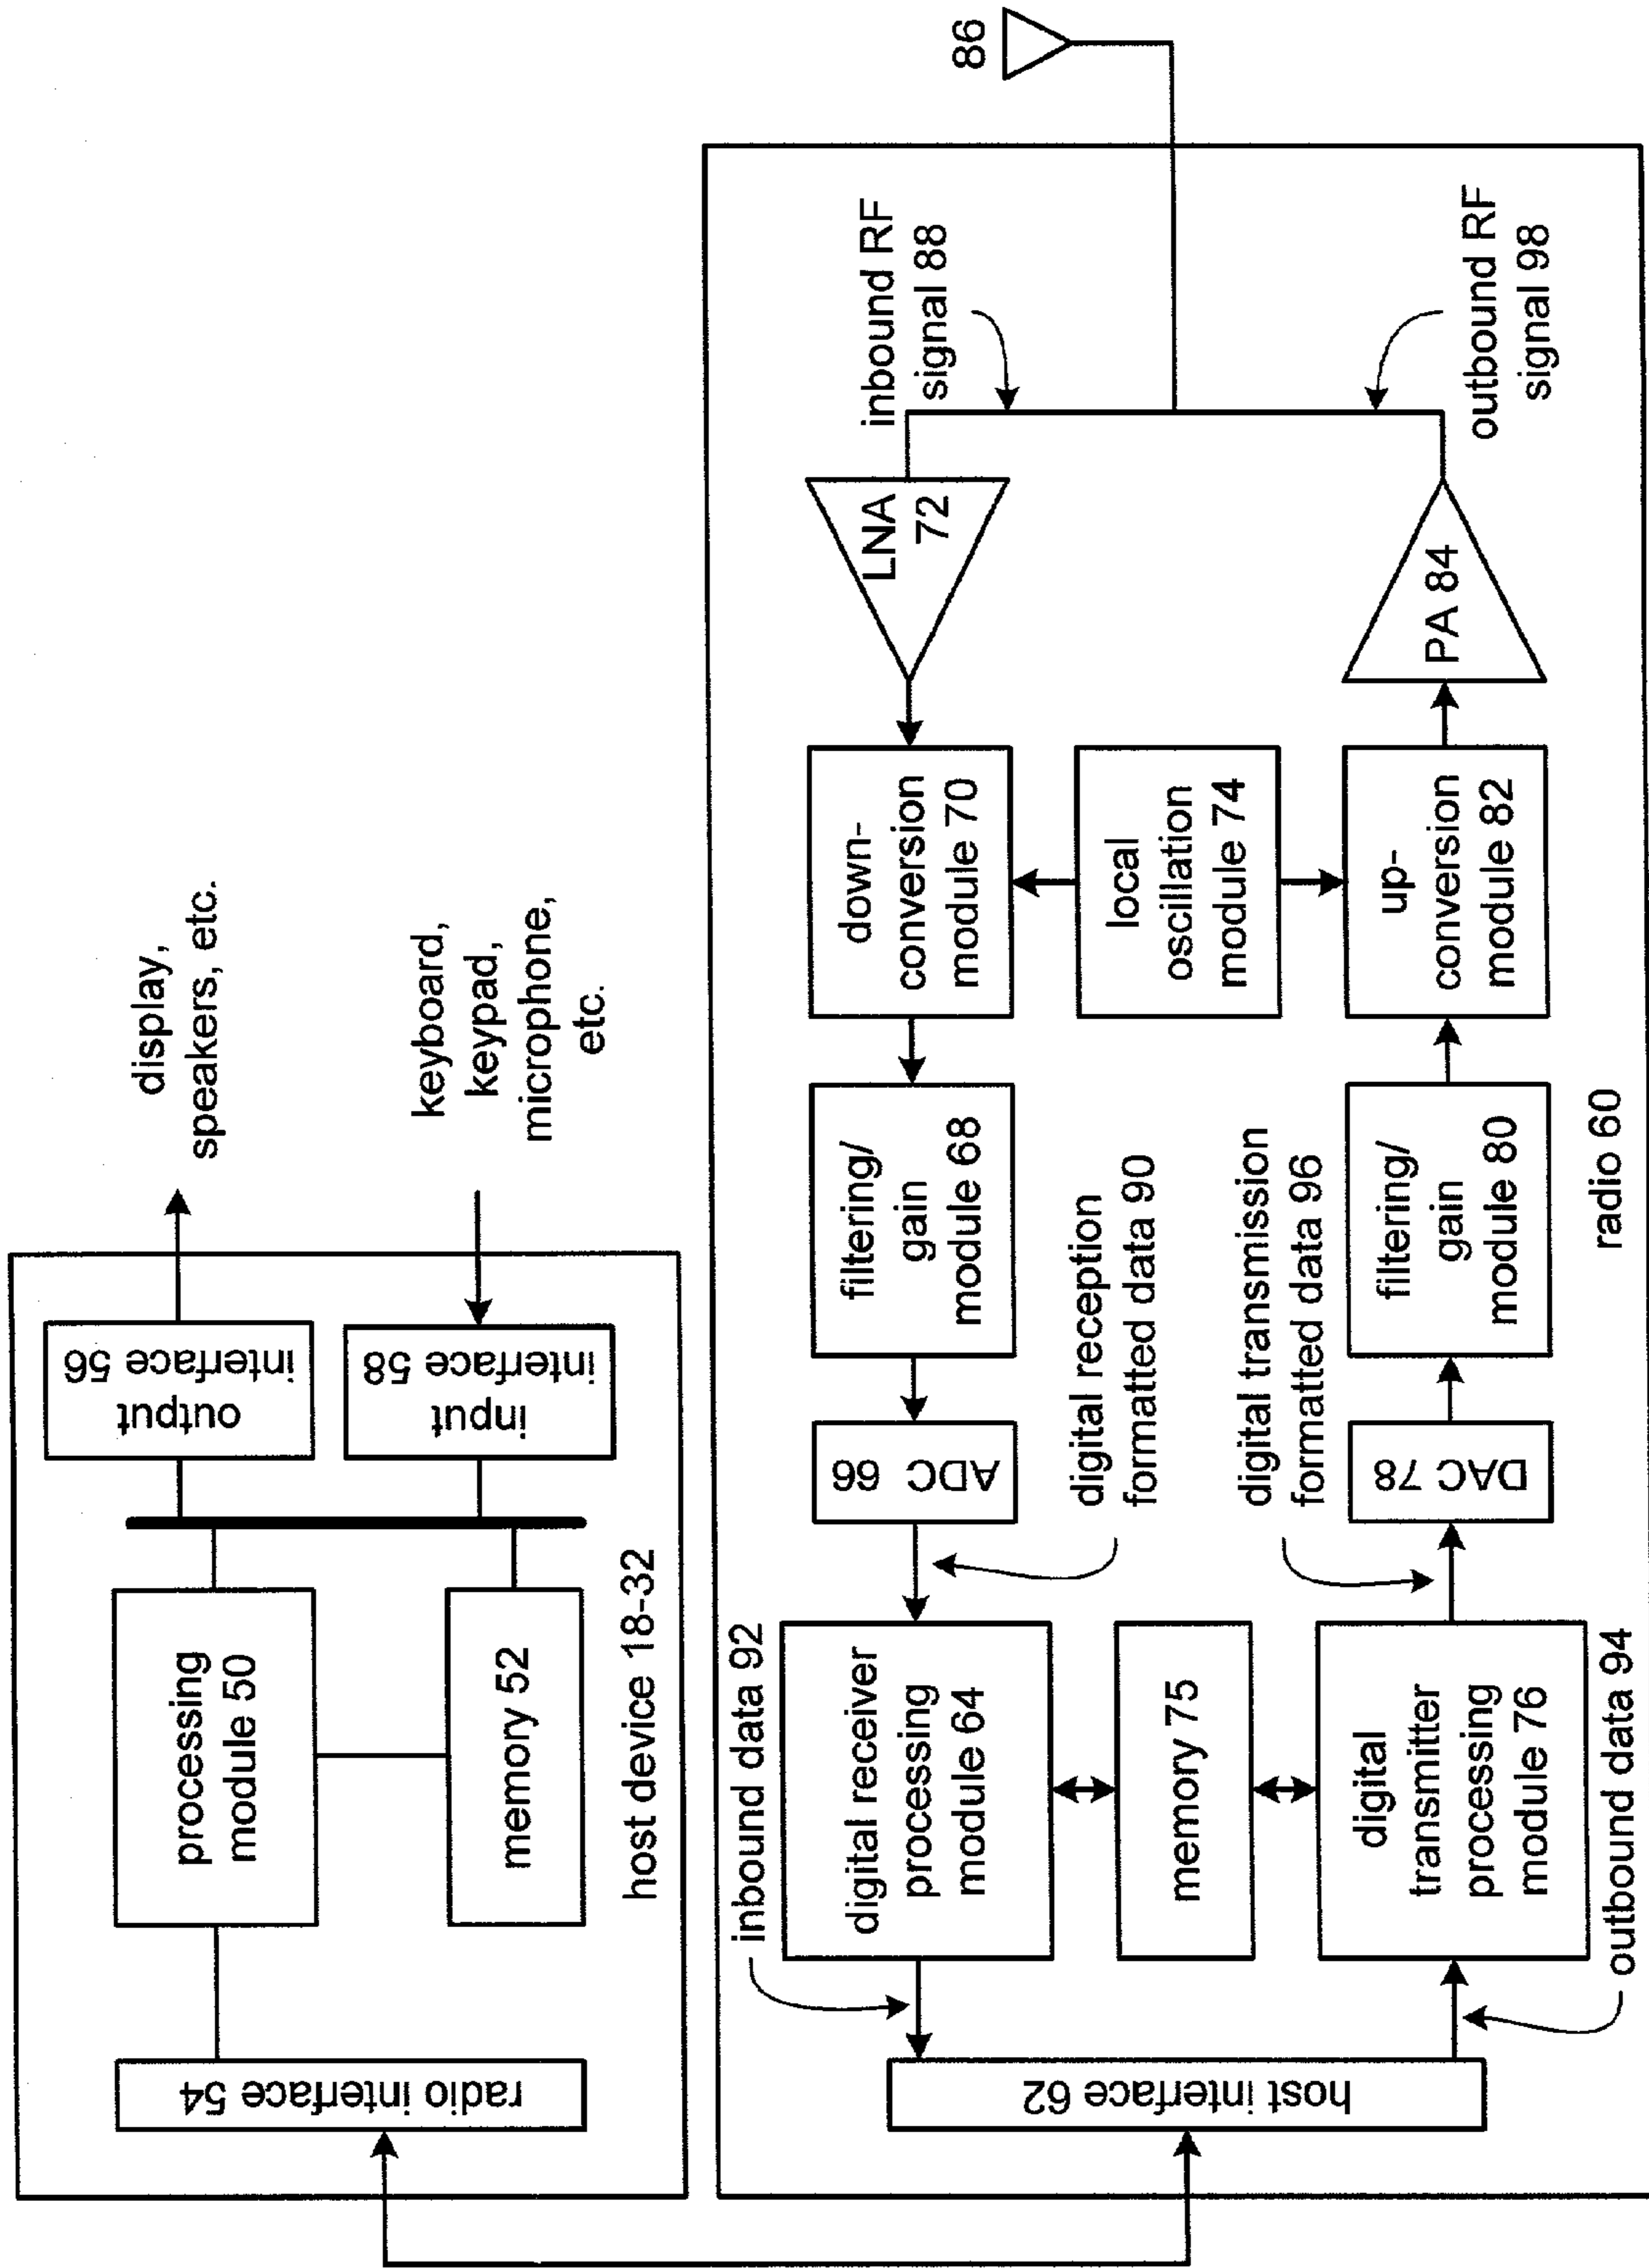 radio interface 54
processing
module 50
memory 52
output
interface 56
input
interface 58
display,
speakers, etc.
keyboard,
keypad,
microphone,
etc.
host device 18-32
host interface 62
inbound data 92
digital receiver
processing
module 64
ADC 66
digital reception
formatted data 90
filtering/
gain
module 68
down-
conversion
module 70
LNA
72
inbound RF
signal 88
86
memory 75
local
oscillation
module 74
digital
transmitter
processing
module 76
outbound data 94
digital transmission
formatted data 96
DAC 78
filtering/
gain
module 80
up-
conversion
module 82
PA 84
outbound RF
signal 98
radio 60